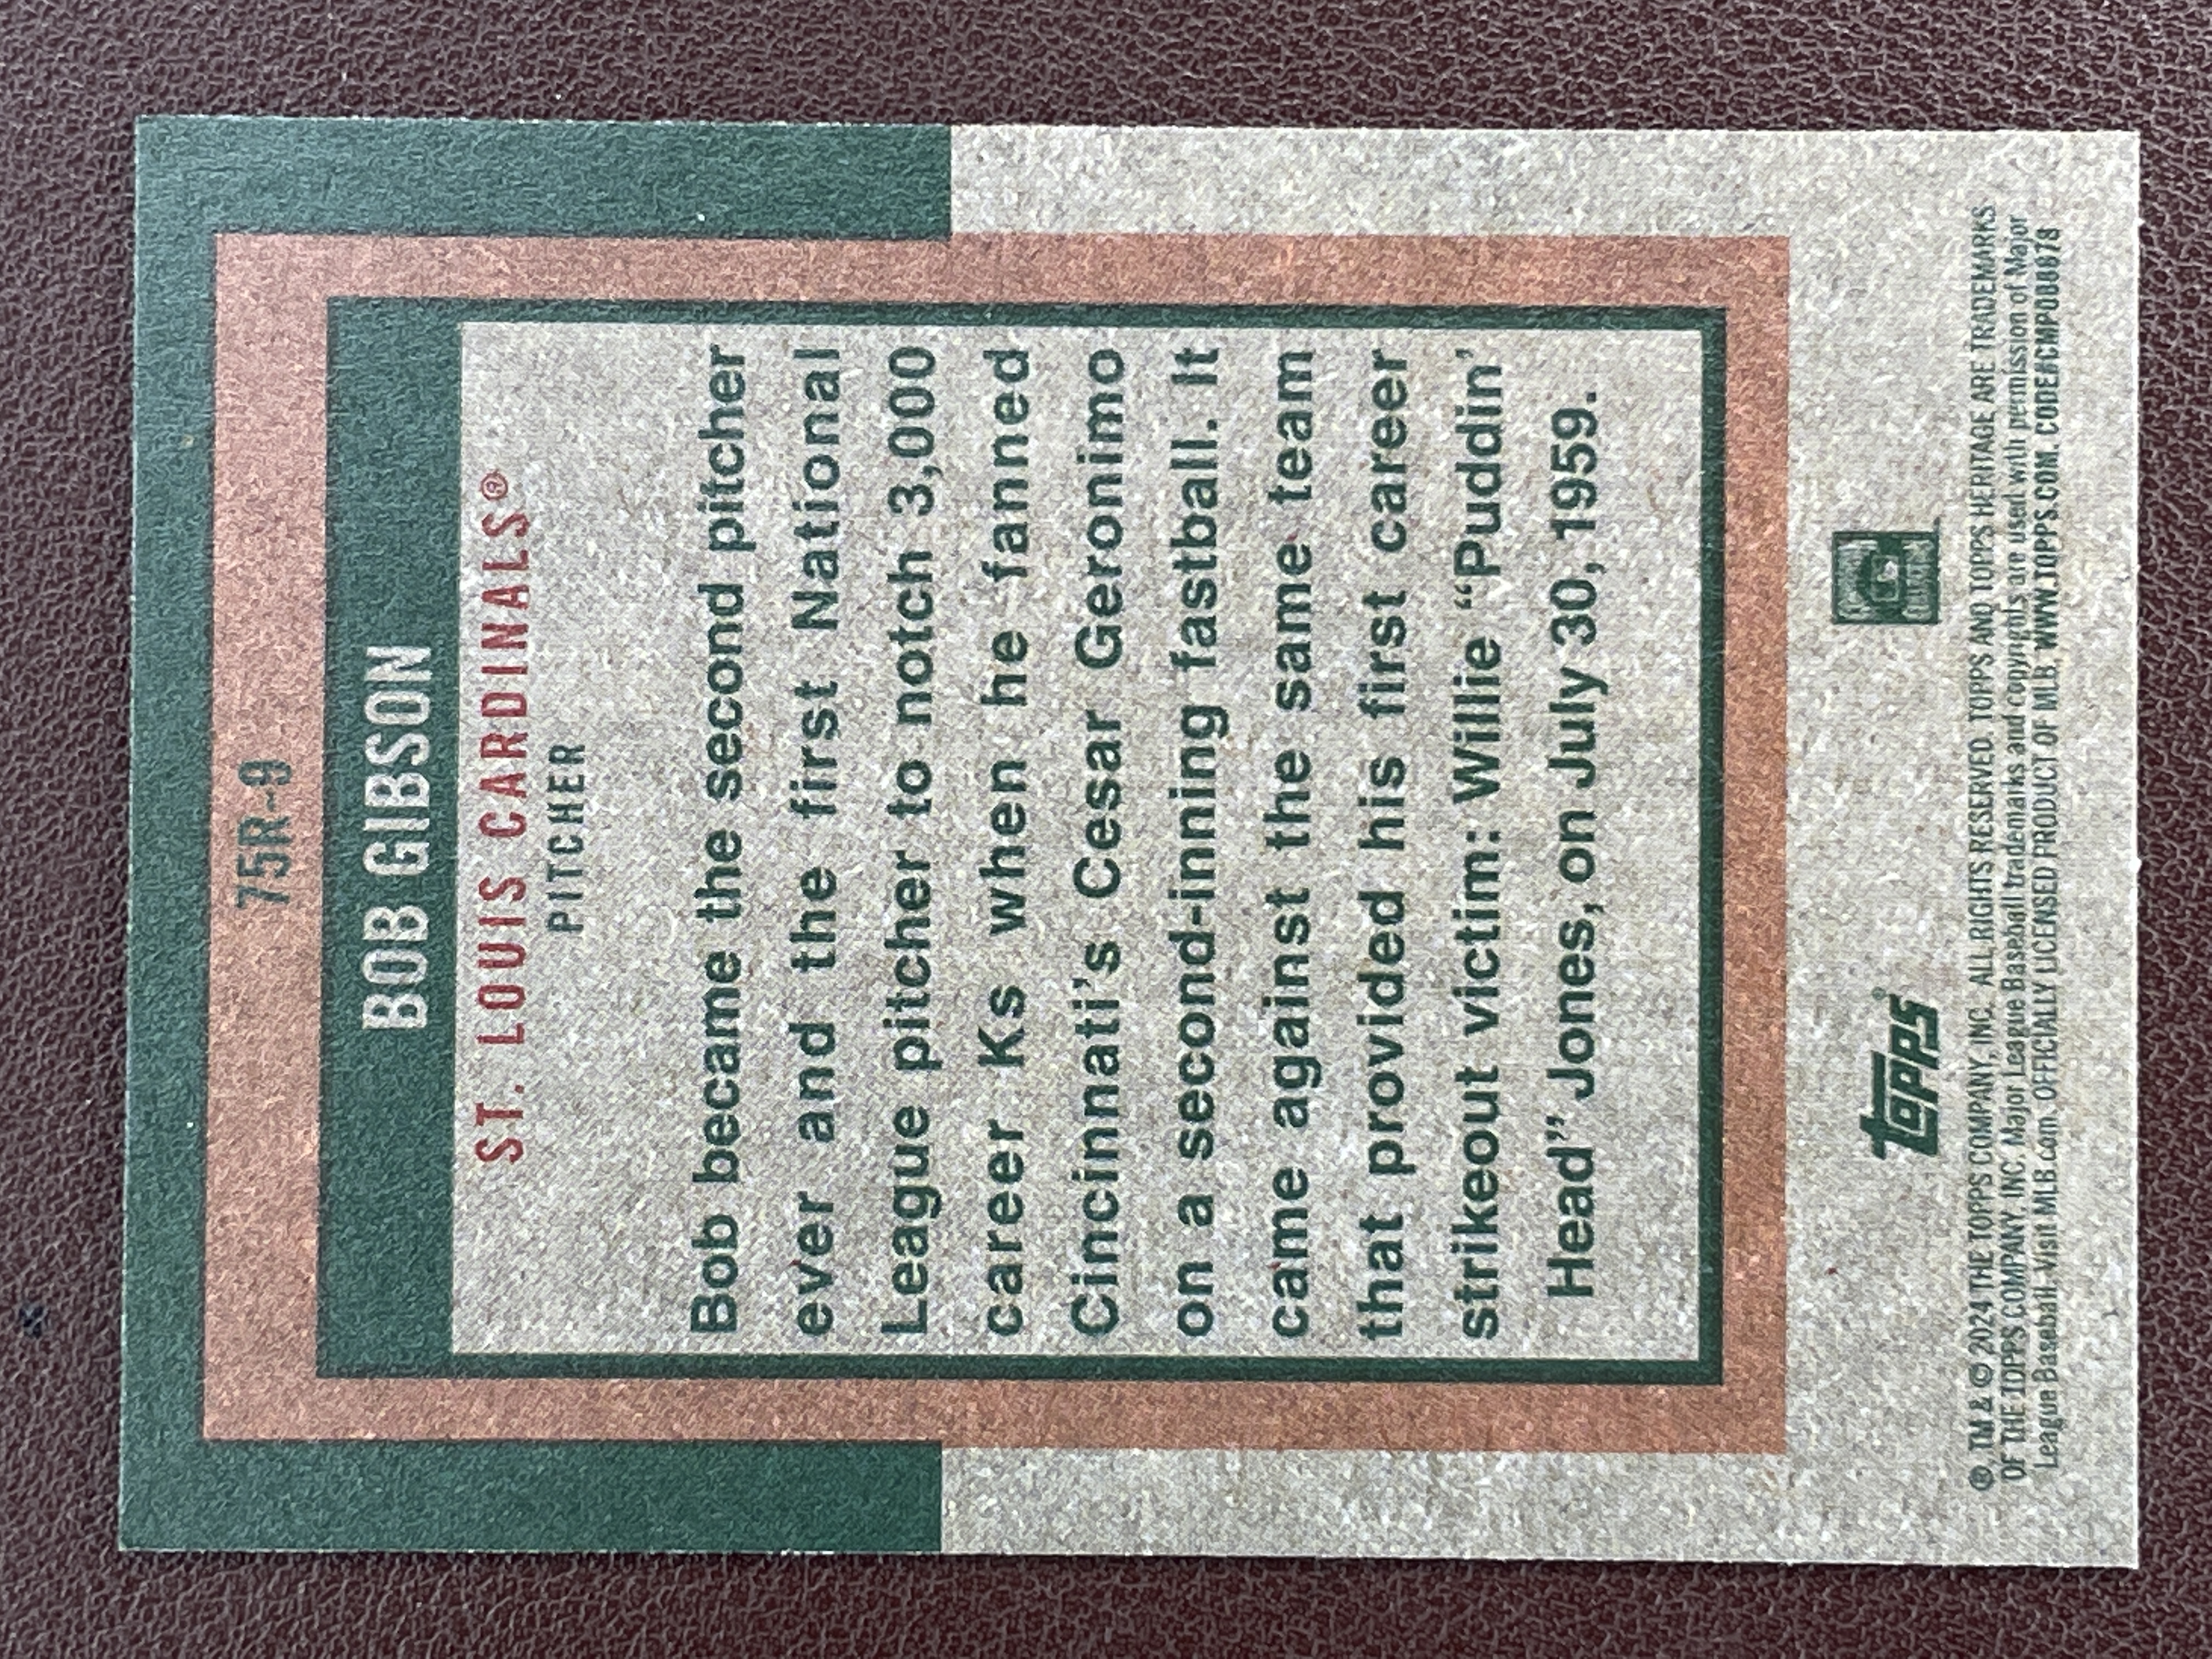 75R-9
BOB GIBSON
ST. LOUIS CARDINALS®
PITCHER
Bob became the second pitcher
ever and the first National
League pitcher to notch 3,000
career Ks when he fanned
Cincinnati's Cesar Geronimo
on a second-inning fastball. It
came against the same team
that provided his first career
strikeout victim: Willie “Puddin’
Head” Jones, on July 30, 1959.
topps®
® TM & © 2024 THE TOPPS COMPANY, INC. ALL RIGHTS RESERVED. TOPPS AND TOPPS HERITAGE ARE TRADEMARKS
OF THE TOPPS COMPANY, INC. Major League Baseball trademarks and copyrights are used with permission of Major
League Baseball. Visit MLB.com. OFFICIALLY LICENSED PRODUCT OF MLB. WWW.TOPPS.COM. CODE#CMP088678